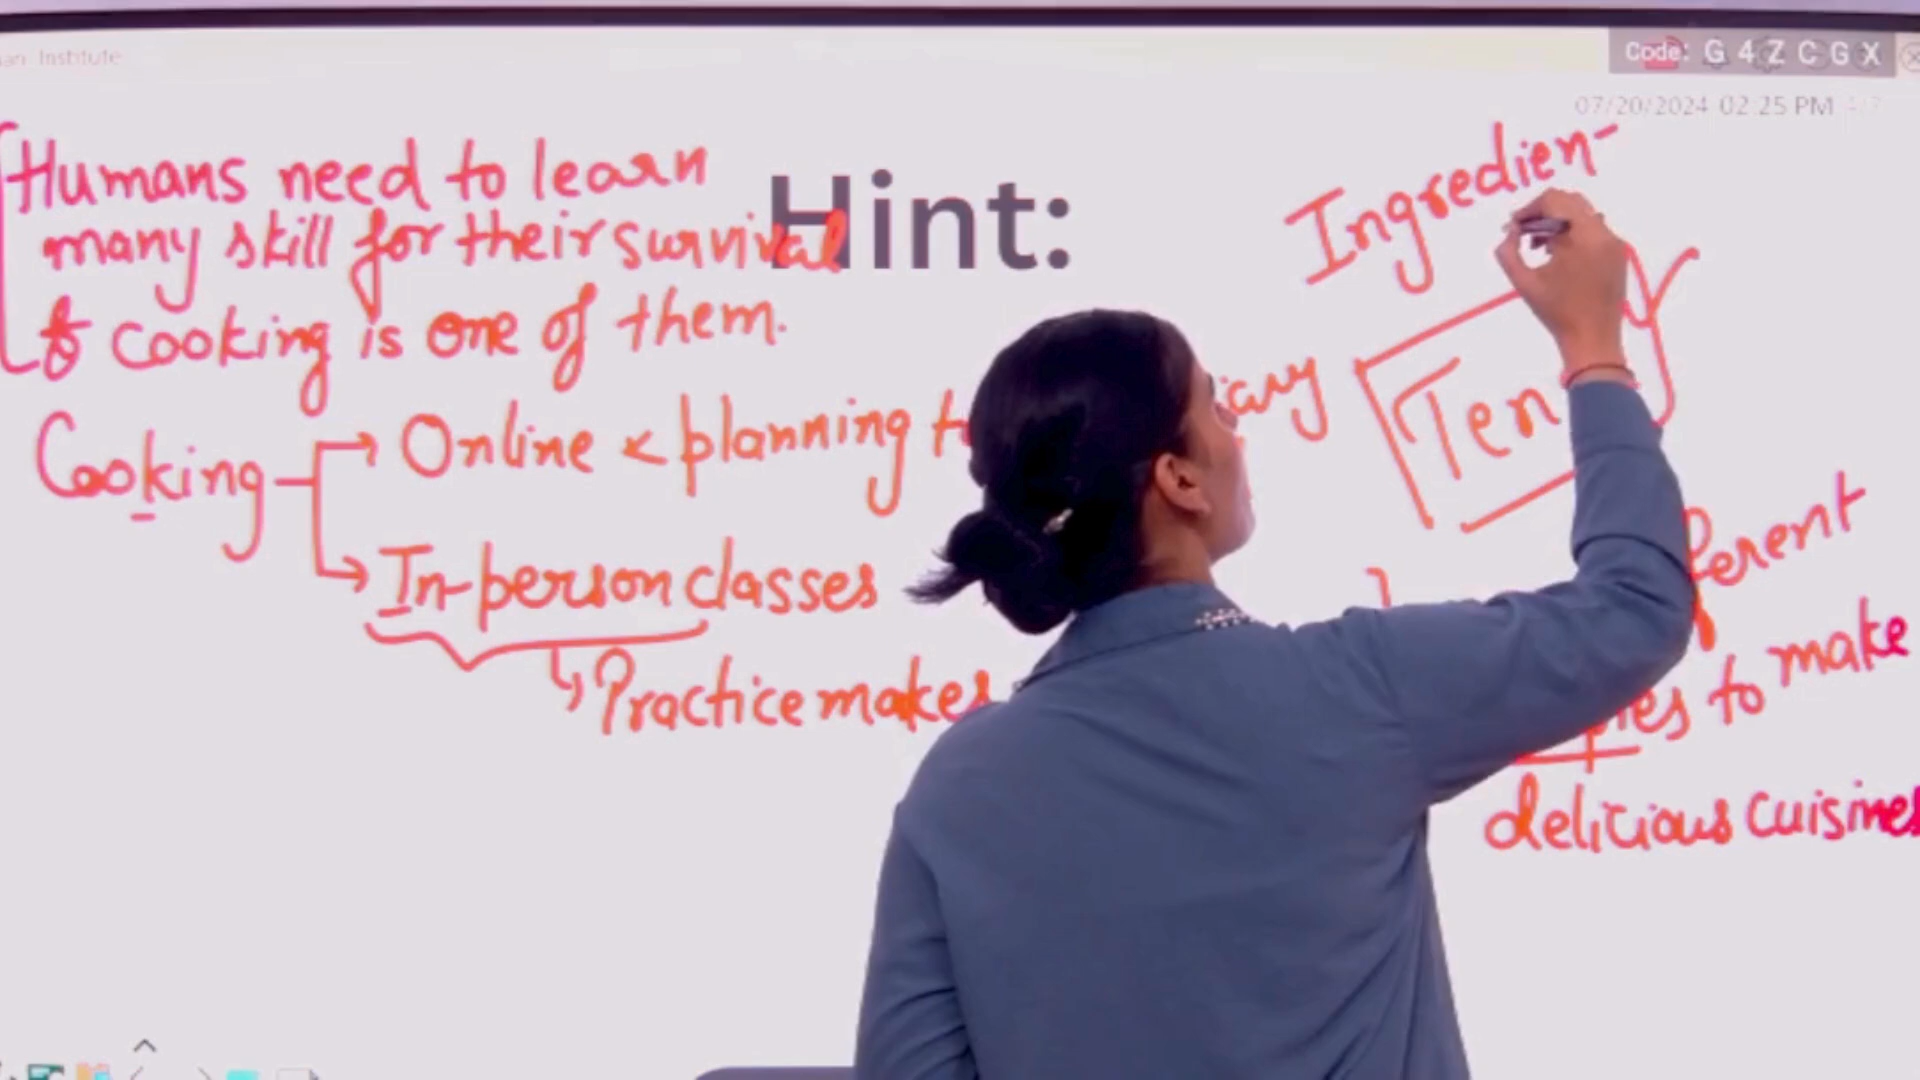 Institute
Code: G 4 Z C G X
07/20/2024 02:25 PM
Humans need to learn
many skill for their survival
& cooking is one of them.
Hint:
Ingredien-
Cooking
Online < planning
Ten
In-person classes
Practice makes
to make
delicious cuisines